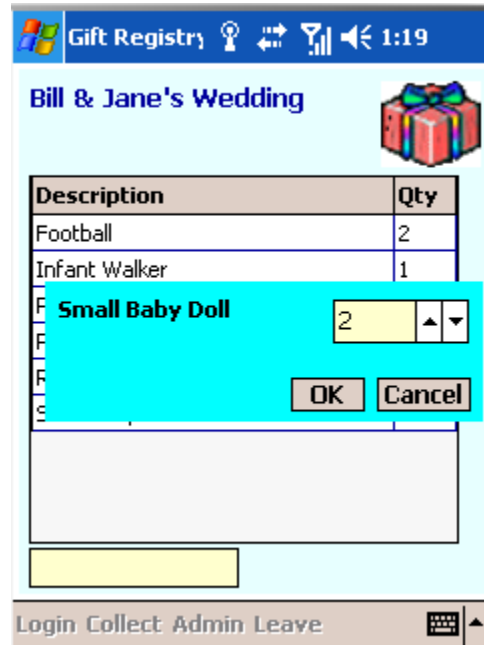 Gift Registry 1:19
Bill & Jane's Wedding
Description Qty
Football 2
Infant Walker 1
Small Baby Doll 2
OK Cancel
Login Collect Admin Leave